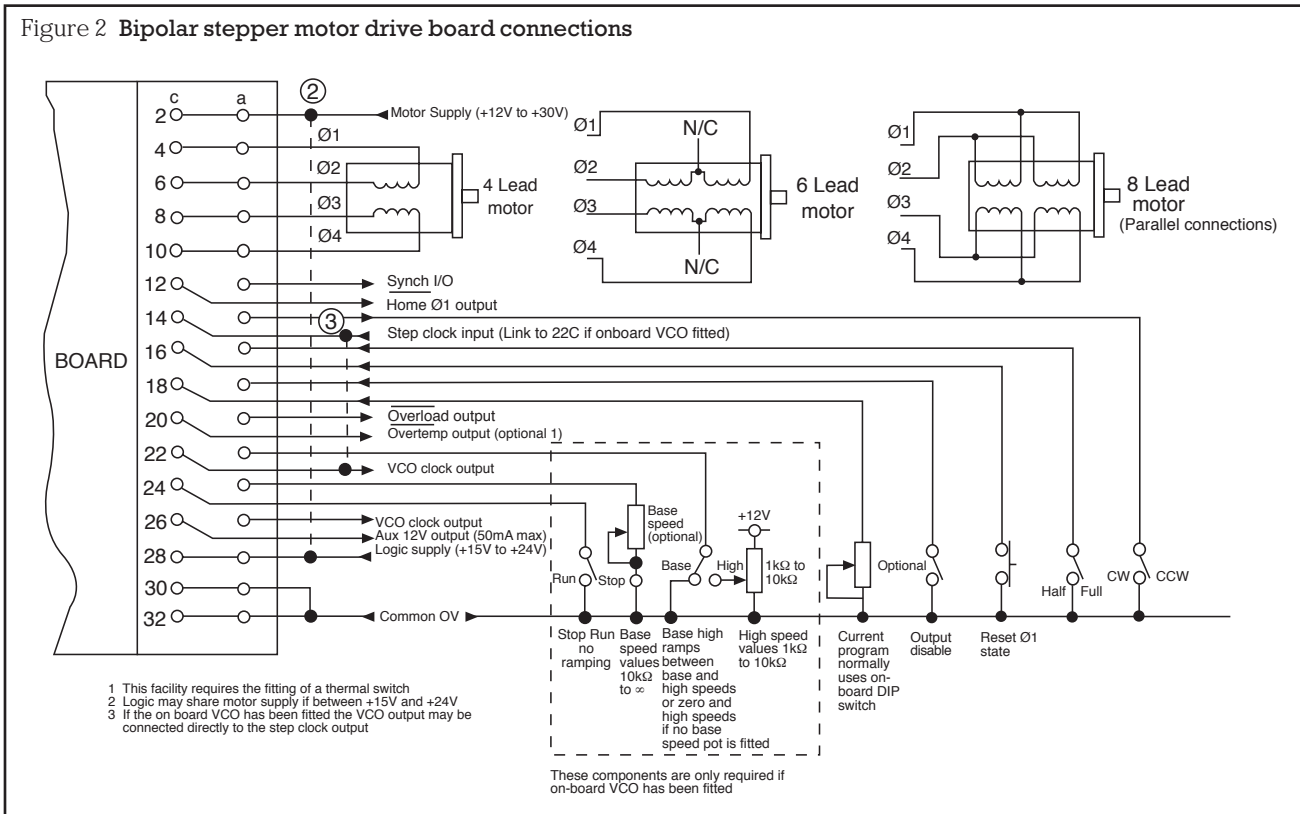 Figure 2 Bipolar stepper motor drive board connections
BOARD
c a
2
4
6
8
10
12
14
16
18
20
22
24
26
28
30
32
2
Motor Supply (+12V to +30V)
Ø1
Ø2
Ø3
Ø4
4 Lead
motor
Ø1
Ø2
Ø3
Ø4
N/C
N/C
6 Lead
motor
Ø1
Ø2
Ø3
Ø4
8 Lead
motor
(Parallel connections)
Synch I/O
Home Ø1 output
3
Step clock input (Link to 22C if onboard VCO fitted)
Overload output
Overtemp output (optional 1)
VCO clock output
VCO clock output
Aux 12V output (50mA max)
Logic supply (+15V to +24V)
Common OV
Run
Stop
Base
speed
(optional)
Base
High
+12V
1kΩ to
10kΩ
Optional
Half Full
CW CCW
Stop Run
no
ramping
Base
speed
values
10kΩ
to ∞
Base high
ramps
between
base and
high speeds
or zero and
high speeds
if no base
speed pot is fitted
High speed
values 1kΩ
to 10kΩ
Current
program
normally
uses on-
board DIP
switch
Output
disable
Reset Ø1
state
These components are only required if
on-board VCO has been fitted
1 This facility requires the fitting of a thermal switch
2 Logic may share motor supply if between +15V and +24V
3 If the on board VCO has been fitted the VCO output may be
connected directly to the step clock output